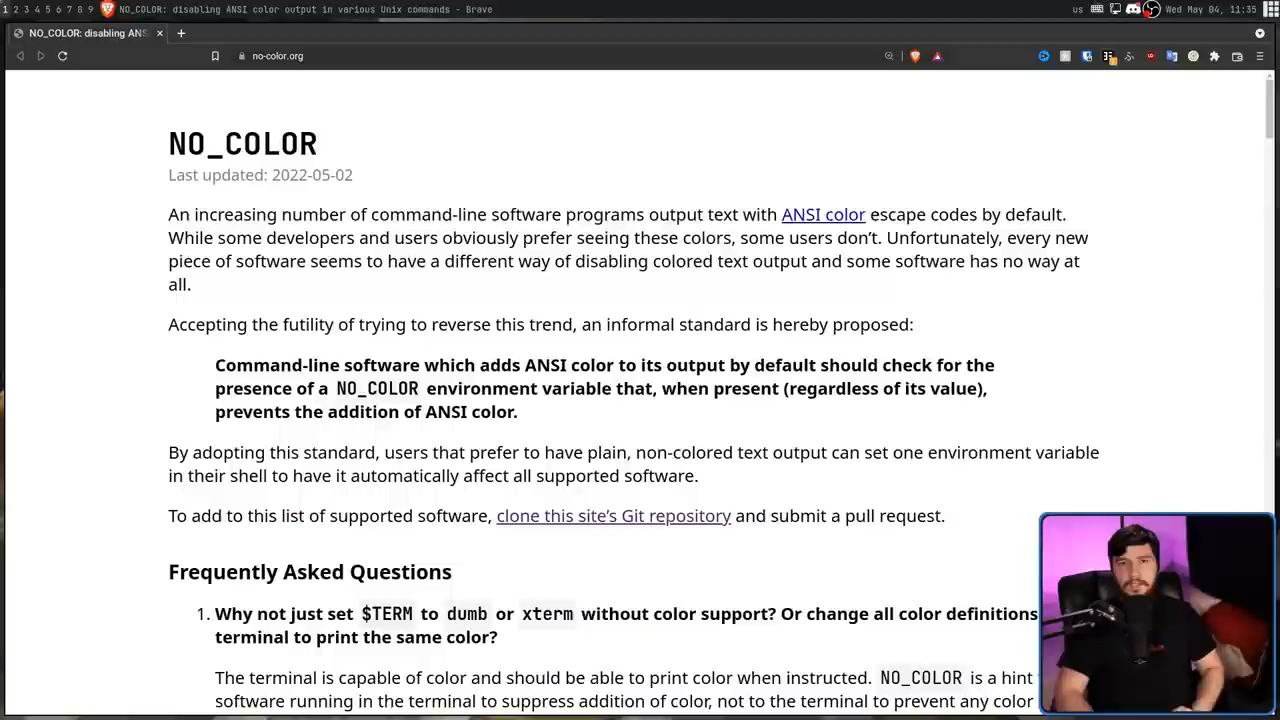 1 2 3 4 5 6 7 8 9 NO_COLOR: disabling ANSI color output in various Unix commands - Brave us Wed May 04, 11:35
NO_COLOR: disabling ANS × +
no-color.org
NO_COLOR
Last updated: 2022-05-02
An increasing number of command-line software programs output text with ANSI color escape codes by default.
While some developers and users obviously prefer seeing these colors, some users don’t. Unfortunately, every new
piece of software seems to have a different way of disabling colored text output and some software has no way at
all.
Accepting the futility of trying to reverse this trend, an informal standard is hereby proposed:
Command-line software which adds ANSI color to its output by default should check for the
presence of a NO_COLOR environment variable that, when present (regardless of its value),
prevents the addition of ANSI color.
By adopting this standard, users that prefer to have plain, non-colored text output can set one environment variable
in their shell to have it automatically affect all supported software.
To add to this list of supported software, clone this site’s Git repository and submit a pull request.
Frequently Asked Questions
1. Why not just set $TERM to dumb or xterm without color support? Or change all color definitions
terminal to print the same color?
The terminal is capable of color and should be able to print color when instructed. NO_COLOR is a hint
software running in the terminal to suppress addition of color, not to the terminal to prevent any color